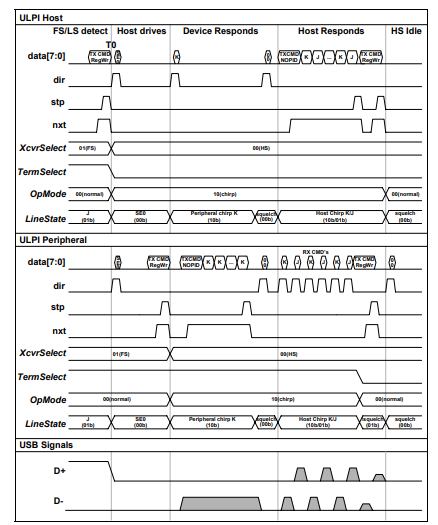 ULPI Host
FS/LS detect Host drives Device Responds Host Responds HS Idle
T0
data[7:0] TX CMD RegWr K TXCMD NOPID K J ... K J TX CMD RegWr
dir
stp
nxt
XcvrSelect 01(FS) 00(HS)
TermSelect
OpMode 00(normal) 10(chirp) 00(normal)
LineState J (01b) SE0 (00b) Peripheral chirp K (10b) squelch (00b) Host Chirp K/J (10b/01b) squelch (00b)
ULPI Peripheral
RX CMD's
data[7:0] TX CMD RegWr TXCMD NOPID K K ... K K J K J K J TX CMD RegWr
dir
stp
nxt
XcvrSelect 01(FS) 00(HS)
TermSelect
OpMode 00(normal) 10(chirp) 00(normal)
LineState J (01b) SE0 (00b) Peripheral chirp K (10b) squelch (00b) Host Chirp K/J (10b/01b) squelch (01b) squelch (00b)
USB Signals
D+
D-